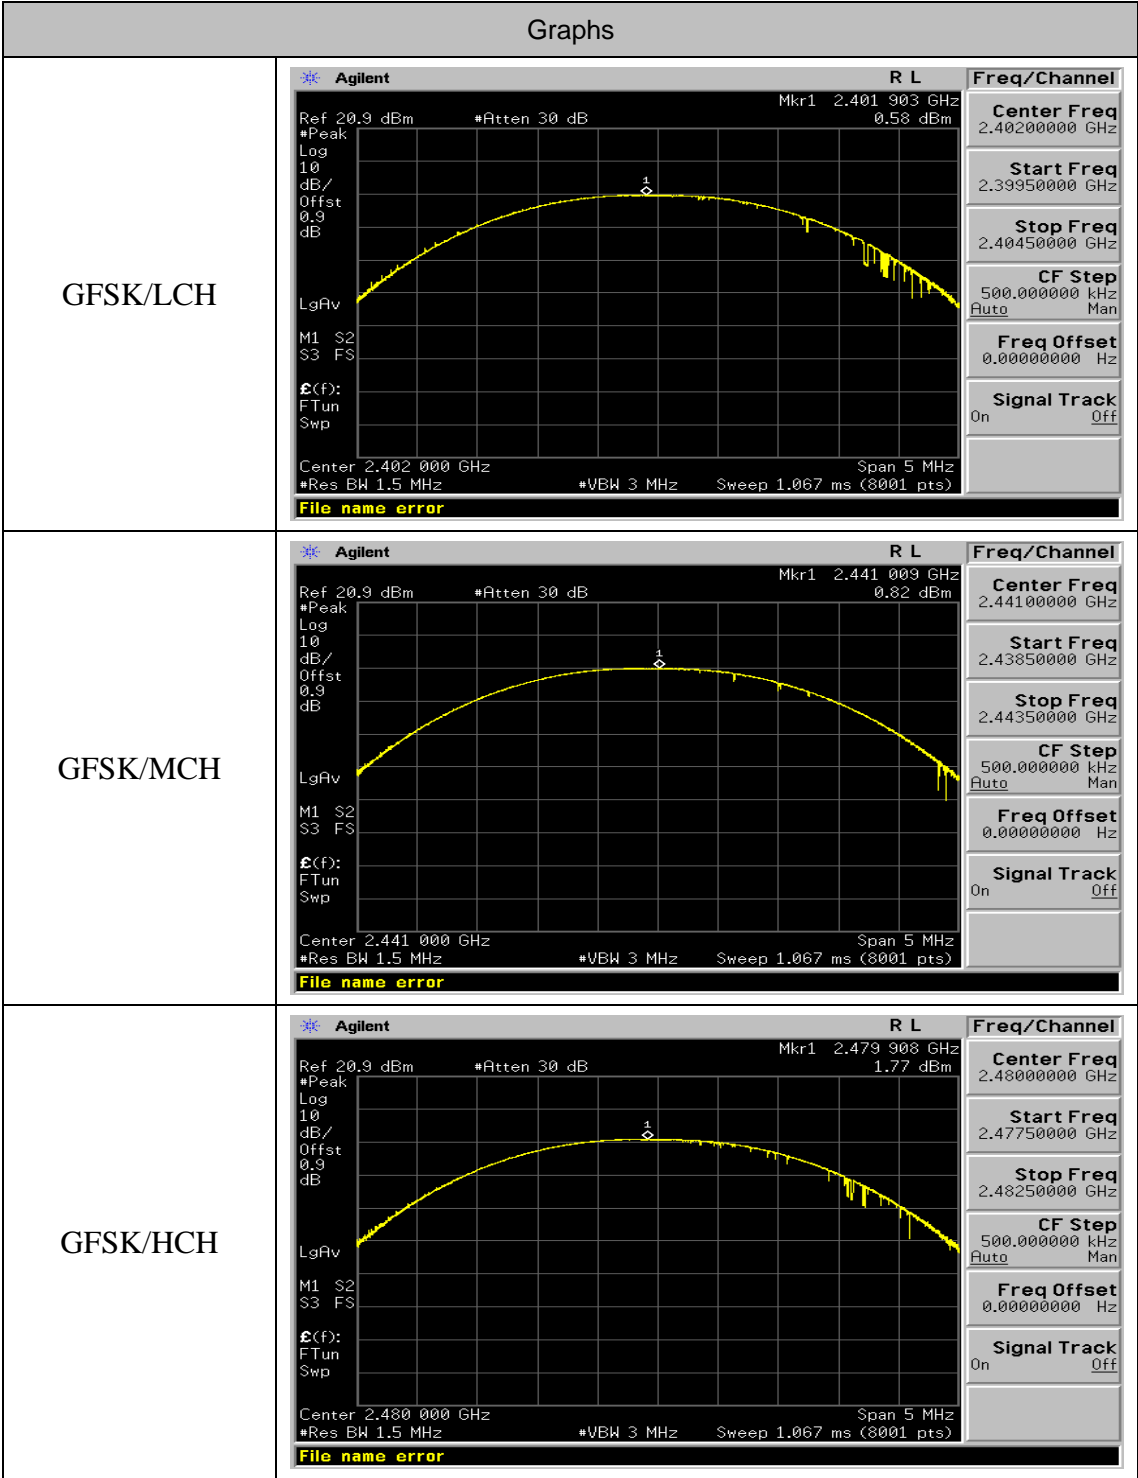 Graphs
GFSK/LCH
Agilent R L Freq/Channel
Mkr1 2.401 903 GHz
Ref 20.9 dBm #Atten 30 dB 0.58 dBm
#Peak
Log
10
dB/
Offst
0.9
dB
1
LgAv
M1 S2
S3 FS
£(f):
FTun
Swp
Center 2.402 000 GHz Span 5 MHz
#Res BW 1.5 MHz #VBW 3 MHz Sweep 1.067 ms (8001 pts)
File name error
Center Freq
2.40200000 GHz
Start Freq
2.39950000 GHz
Stop Freq
2.40450000 GHz
CF Step
500.000000 kHz
Auto Man
Freq Offset
0.00000000 Hz
Signal Track
On Off
GFSK/MCH
Agilent R L Freq/Channel
Mkr1 2.441 009 GHz
Ref 20.9 dBm #Atten 30 dB 0.82 dBm
#Peak
Log
10
dB/
Offst
0.9
dB
1
LgAv
M1 S2
S3 FS
£(f):
FTun
Swp
Center 2.441 000 GHz Span 5 MHz
#Res BW 1.5 MHz #VBW 3 MHz Sweep 1.067 ms (8001 pts)
File name error
Center Freq
2.44100000 GHz
Start Freq
2.43850000 GHz
Stop Freq
2.44350000 GHz
CF Step
500.000000 kHz
Auto Man
Freq Offset
0.00000000 Hz
Signal Track
On Off
GFSK/HCH
Agilent R L Freq/Channel
Mkr1 2.479 908 GHz
Ref 20.9 dBm #Atten 30 dB 1.77 dBm
#Peak
Log
10
dB/
Offst
0.9
dB
1
LgAv
M1 S2
S3 FS
£(f):
FTun
Swp
Center 2.480 000 GHz Span 5 MHz
#Res BW 1.5 MHz #VBW 3 MHz Sweep 1.067 ms (8001 pts)
File name error
Center Freq
2.48000000 GHz
Start Freq
2.47750000 GHz
Stop Freq
2.48250000 GHz
CF Step
500.000000 kHz
Auto Man
Freq Offset
0.00000000 Hz
Signal Track
On Off